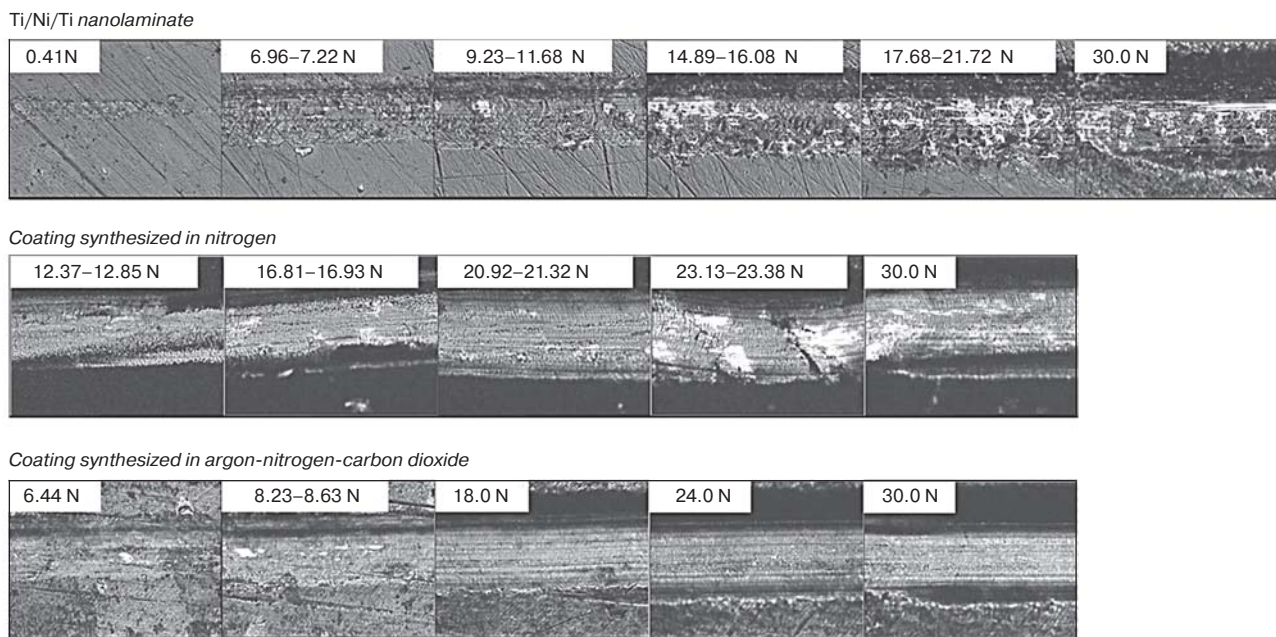 Ti/Ni/Ti nanolaminate
0.41N
6.96–7.22 N
9.23–11.68 N
14.89–16.08 N
17.68–21.72 N
30.0 N
Coating synthesized in nitrogen
12.37–12.85 N
16.81–16.93 N
20.92–21.32 N
23.13–23.38 N
30.0 N
Coating synthesized in argon-nitrogen-carbon dioxide
6.44 N
8.23–8.63 N
18.0 N
24.0 N
30.0 N